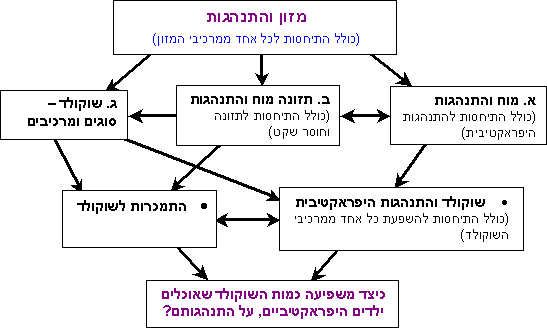 מזון והתנהגות
(כולל התיחסות לכל אחד ממרכיבי המזון)
א. מוח והתנהגות
(כולל התיחסות להתנהגות
היפראקטיבית)
ב. תזונה מוח והתנהגות
(כולל התיחסות לתזונה
וחוסר שקט)
ג. שוקולד –
סוגים ומרכיבים
• שוקולד והתנהגות היפראקטיבית
(כולל התיחסות להשפעת כל אחד ממרכיבי
השוקולד)
• התמכרות לשוקולד
כיצד משפיעה כמות השוקולד שאוכלים
ילדים היפראקטיביים, על התנהגותם?